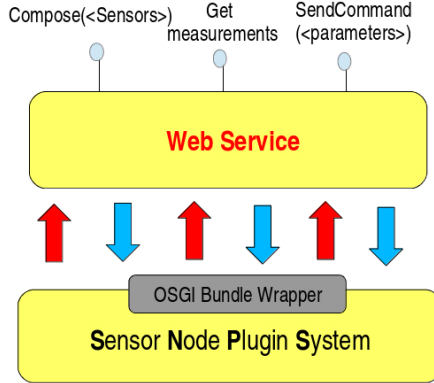 Compose(<Sensors>)
Get
measurements
SendCommand
(<parameters>)
Web Service
OSGI Bundle Wrapper
Sensor Node Plugin System